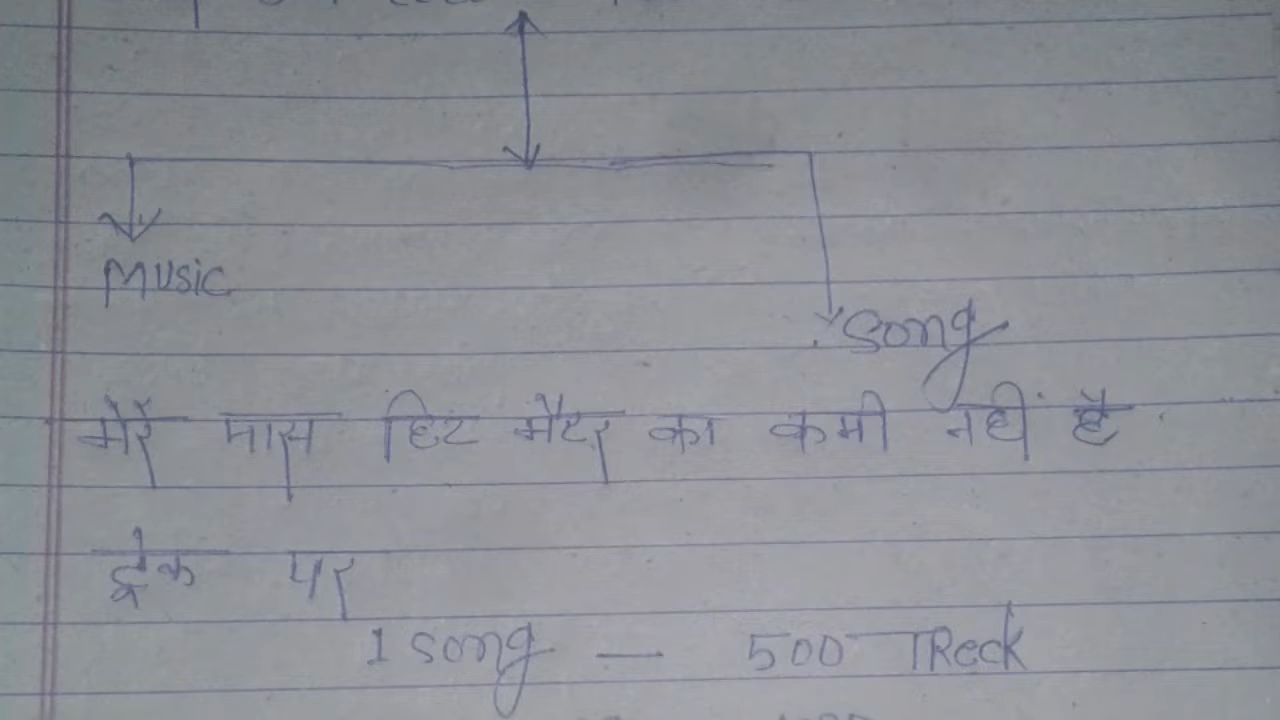 Music
Song
मेरे पास हिट मैटर का कमी नहीं है
ट्रेक पर
1 Song — 500 TReck